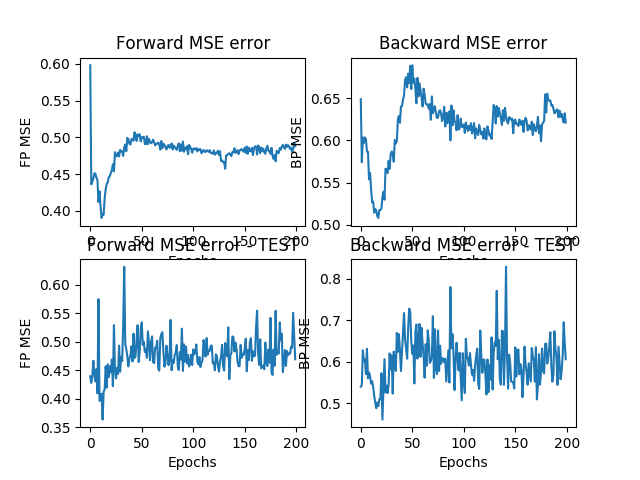 Forward MSE error
Backward MSE error
FP MSE
0.60
0.55
0.50
0.45
0.40
0 50 100 150 200
Epochs
BP MSE
0.65
0.60
0.55
0.50
0 50 100 150 200
Epochs
Forward MSE error - TEST
Backward MSE error - TEST
FP MSE
0.60
0.55
0.50
0.45
0.40
0.35
0 50 100 150 200
Epochs
BP MSE
0.8
0.7
0.6
0.5
0 50 100 150 200
Epochs